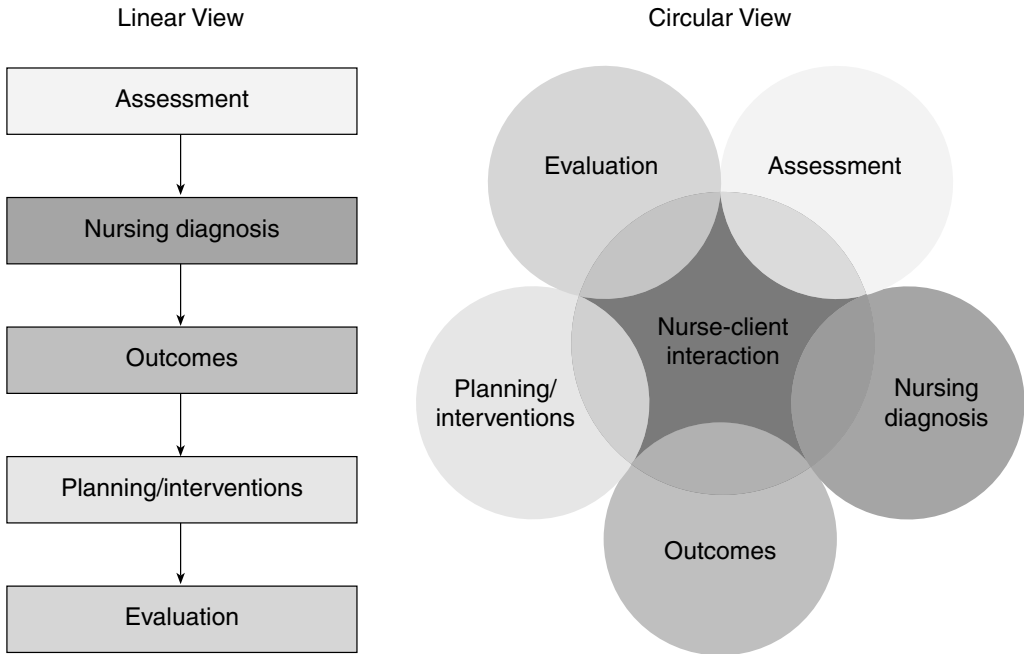 Linear View
Assessment
Nursing diagnosis
Outcomes
Planning/interventions
Evaluation
Circular View
Evaluation
Assessment
Nurse-client
interaction
Planning/
interventions
Nursing
diagnosis
Outcomes